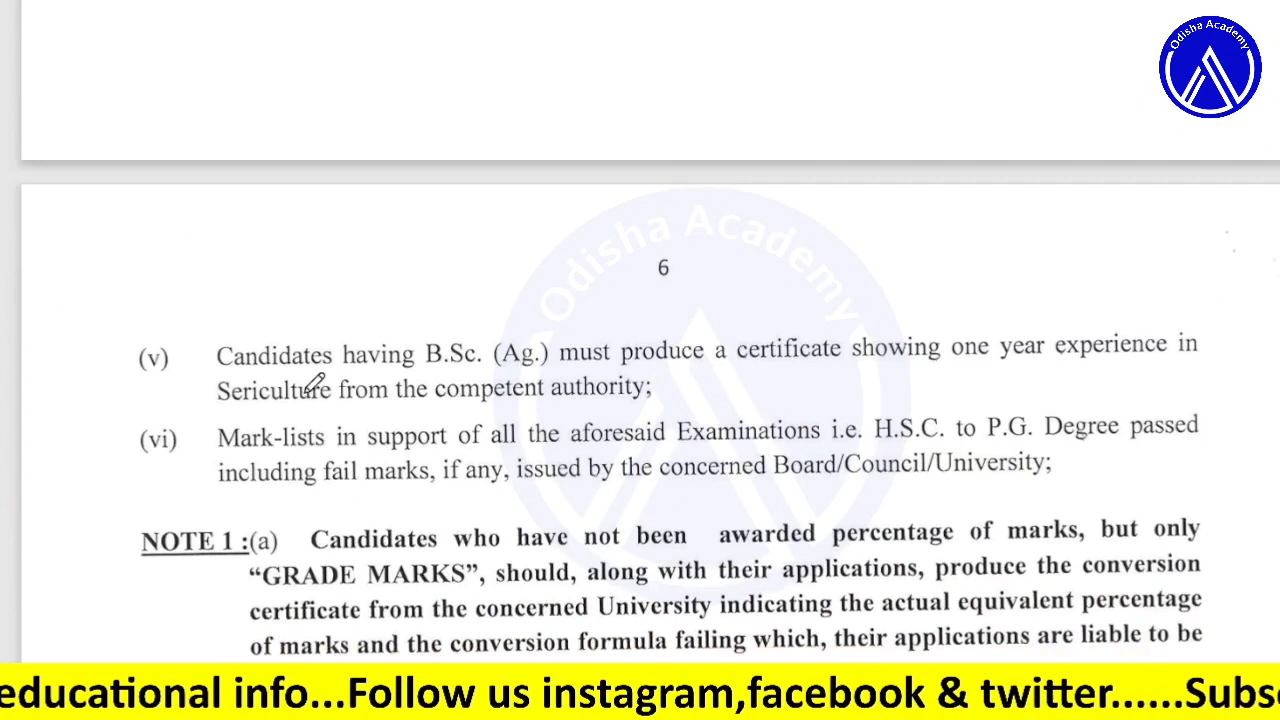 Odisha Academy
Odisha Academy
6
(v) Candidates having B.Sc. (Ag.) must produce a certificate showing one year experience in
Sericulture from the competent authority;
(vi) Mark-lists in support of all the aforesaid Examinations i.e. H.S.C. to P.G. Degree passed
including fail marks, if any, issued by the concerned Board/Council/University;
NOTE 1 :(a) Candidates who have not been awarded percentage of marks, but only
“GRADE MARKS”, should, along with their applications, produce the conversion
certificate from the concerned University indicating the actual equivalent percentage
of marks and the conversion formula failing which, their applications are liable to be
educational info...Follow us instagram,facebook & twitter......Subs